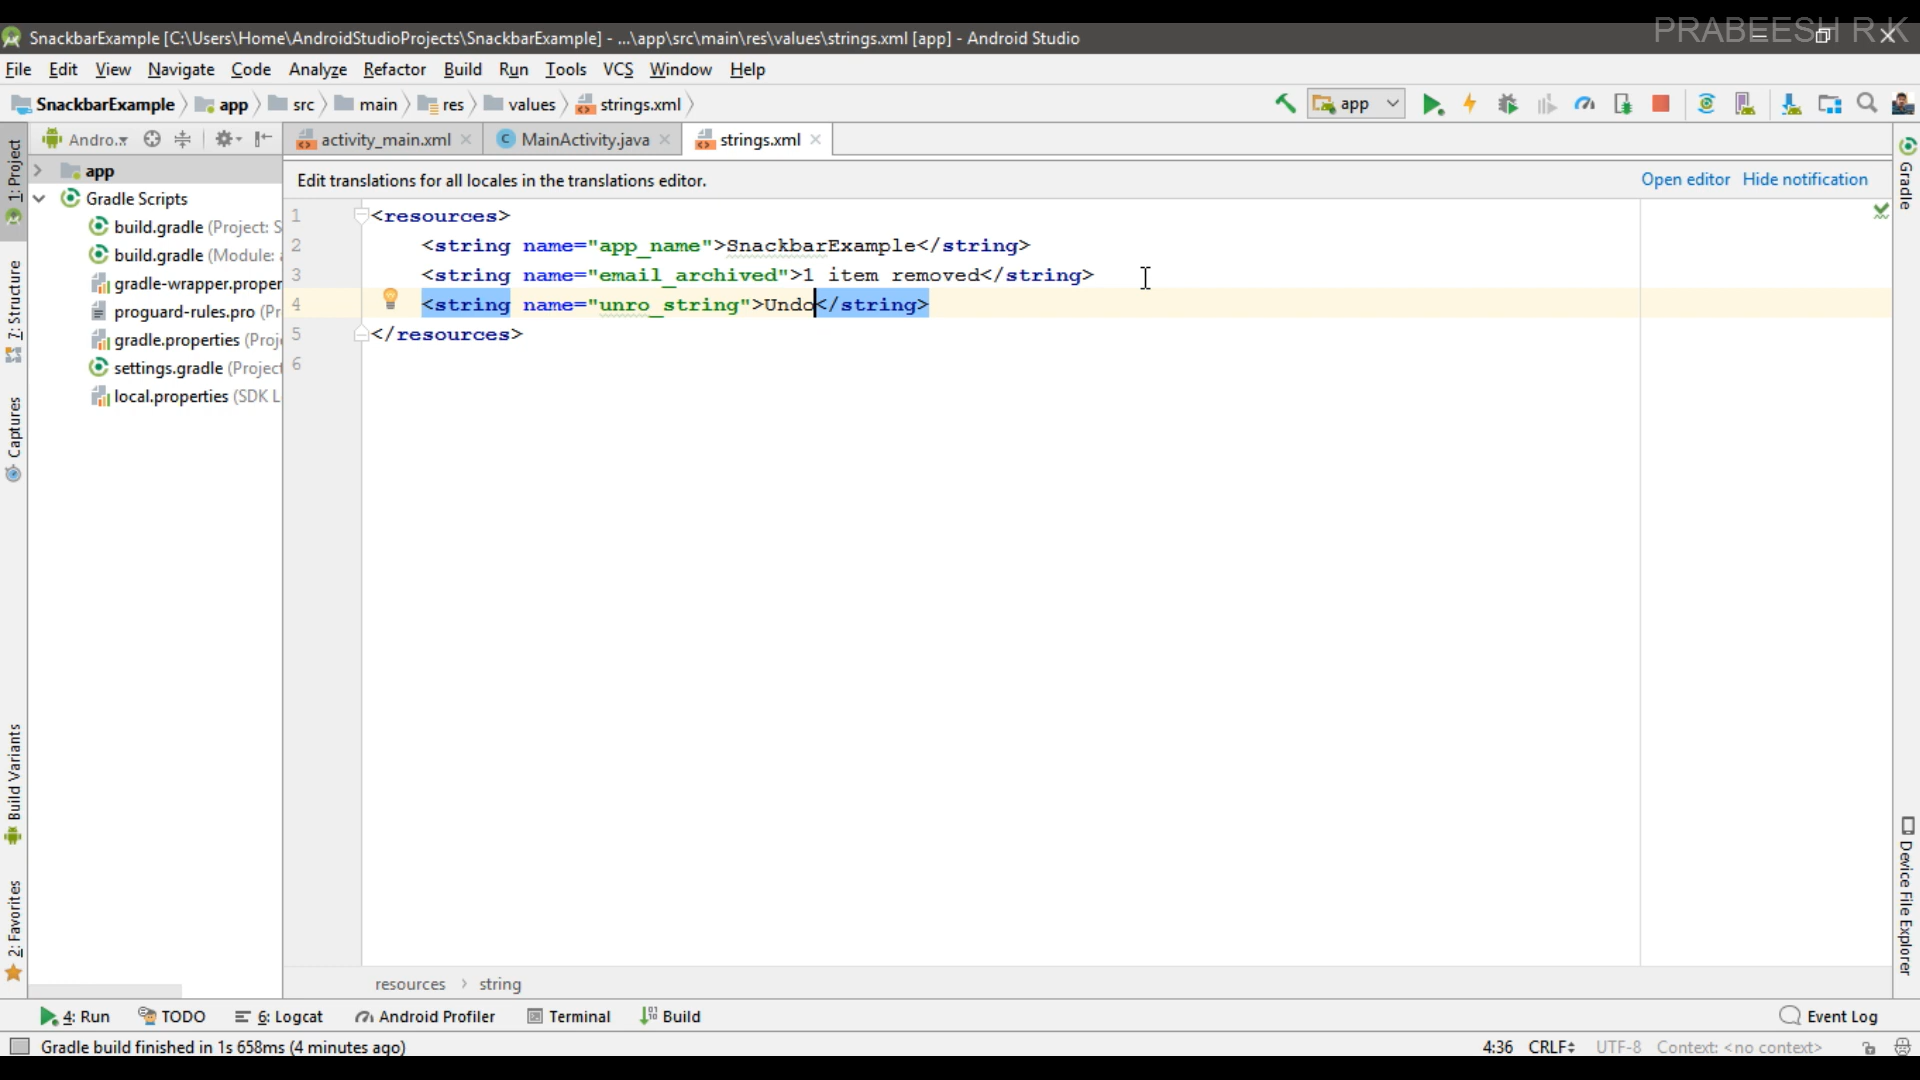 PRABEESH R K
SnackbarExample [C:\Users\Home\AndroidStudioProjects\SnackbarExample] - ...\app\src\main\res\values\strings.xml [app] - Android Studio
File Edit View Navigate Code Analyze Refactor Build Run Tools VCS Window Help
SnackbarExample app src main res values strings.xml app
Andro.. activity_main.xml MainActivity.java strings.xml
1: Project
7: Structure
Captures
Build Variants
2: Favorites
app
Gradle Scripts
build.gradle (Project: S
build.gradle (Module:
gradle-wrapper.proper
proguard-rules.pro (Pr
gradle.properties (Proj
settings.gradle (Project
local.properties (SDK L
Edit translations for all locales in the translations editor. Open editor Hide notification
1 <resources>
2 <string name="app_name">SnackbarExample</string>
3 <string name="email_archived">1 item removed</string>
4 <string name="unro_string">Undo</string>
5 </resources>
6
Gradle
Device File Explorer
resources › string
4: Run TODO 6: Logcat Android Profiler Terminal Build Event Log
Gradle build finished in 1s 658ms (4 minutes ago) 4:36 CRLF UTF-8 Context: <no context>